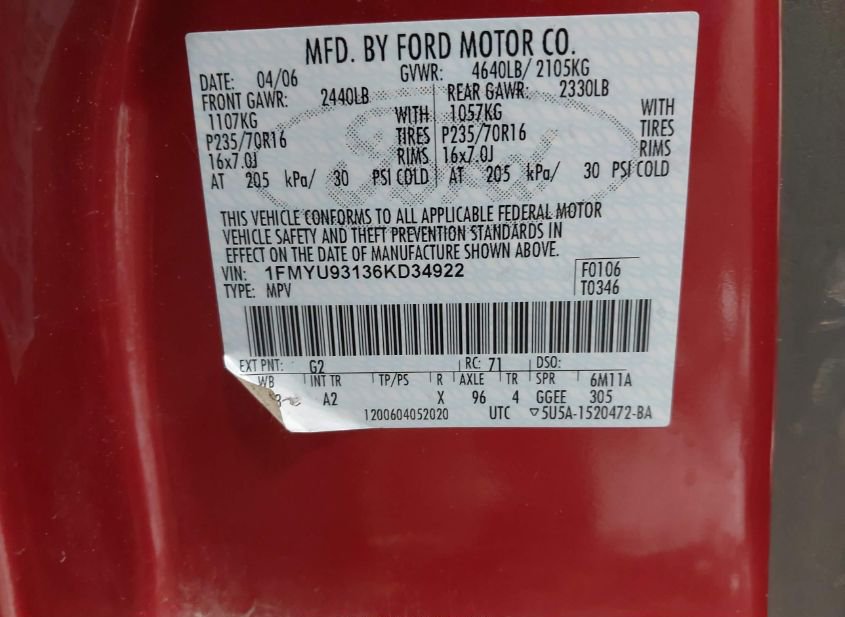 MFD. BY FORD MOTOR CO.
DATE: 04/06 GVWR: 4640LB/ 2105KG
FRONT GAWR: 2440LB REAR GAWR: 2330LB
1107KG WITH 1057KG WITH
P235/70R16 TIRES P235/70R16 TIRES
16x7.0J RIMS 16x7.0J RIMS
AT 205 kPa/ 30 PSI COLD AT 205 kPa/ 30 PSI COLD
THIS VEHICLE CONFORMS TO ALL APPLICABLE FEDERAL MOTOR
VEHICLE SAFETY AND THEFT PREVENTION STANDARDS IN
EFFECT ON THE DATE OF MANUFACTURE SHOWN ABOVE.
VIN: 1FMYU93136KD34922 F0106
TYPE: MPV T0346
EXT PNT: G2 RC: 71 DSO:
WB INT TR TP/PS R AXLE TR SPR 6M11A
A2 X 96 4 GGEE 305
1200604052020 UTC ▽5U5A-1520472-BA